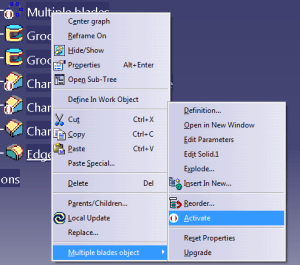 Multiple blades
Groo
Groo
Char
Char
Char
Edge
ons
Center graph
Reframe On
Hide/Show
Properties Alt+Enter
Open Sub-Tree
Define In Work Object
Cut Ctrl+X
Copy Ctrl+C
Paste Ctrl+V
Paste Special...
Delete Del
Parents/Children...
Local Update
Replace...
Multiple blades object
Definition...
Open in New Window
Edit Parameters
Edit Solid.1
Explode...
Insert In New...
Reorder...
Activate
Reset Properties
Upgrade